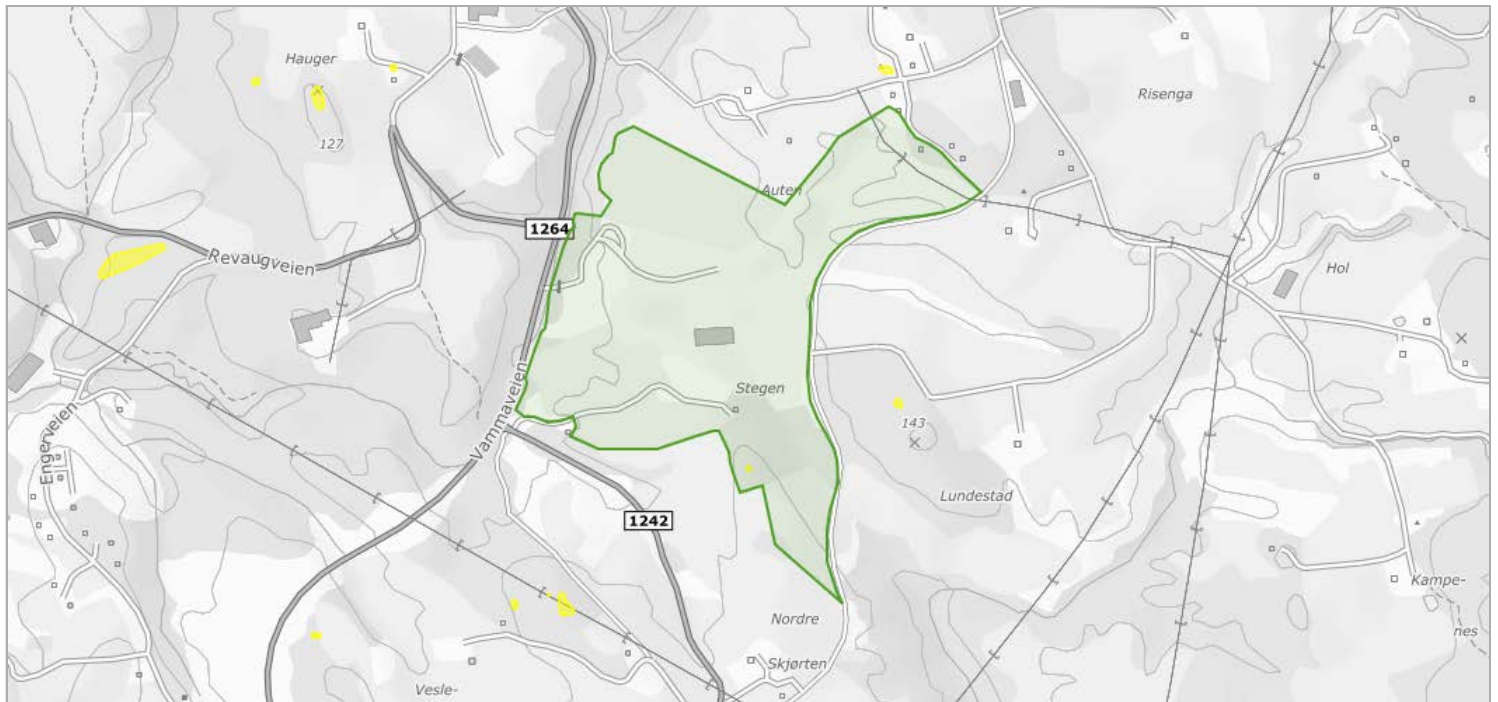 Hauger
127
Risenga
Auten
1264
Revaugveien
Hol
Vammaveien
Stegen
Engerveien
143
Lundestad
1242
Kampe-
nes
Nordre
Skjørten
Vesle-